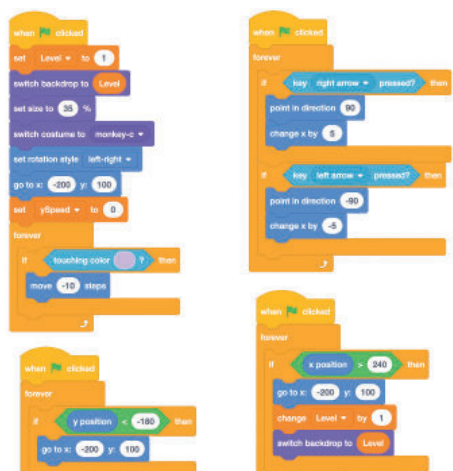 when clicked
set Level to 1
switch backdrop to Level
set size to 35 %
switch costume to monkey-c
set rotation style left-right
go to x: -200 y: 100
set ySpeed to 0
forever
if touching color ? then
move -10 steps
when clicked
forever
if key right arrow pressed? then
point in direction 90
change x by 5
if key left arrow pressed? then
point in direction -90
change x by -5
when clicked
forever
if y position < -180 then
go to x: -200 y: 100
when clicked
forever
if x position > 240 then
go to x: -200 y: 100
change Level by 1
switch backdrop to Level